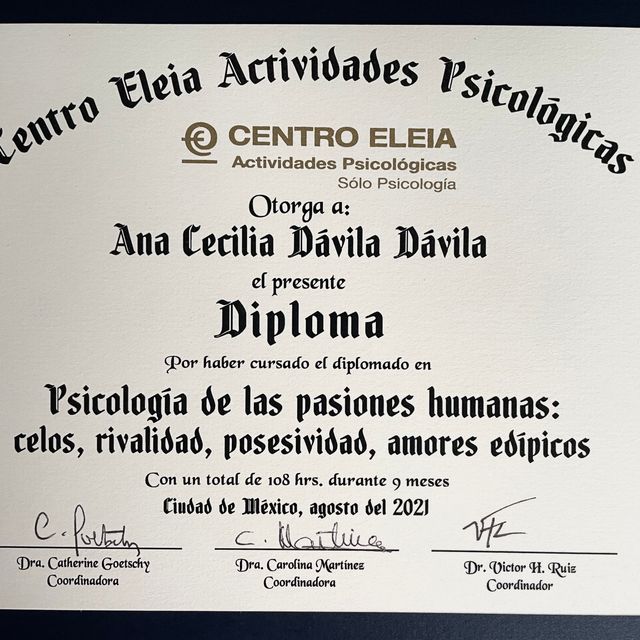 Centro Eleia Actividades Psicológicas
CENTRO ELEIA
Actividades Psicológicas
Sólo Psicología
Otorga a:
Ana Cecilia Dávila Dávila
el presente
Diploma
Por haber cursado el diplomado en
Psicología de las pasiones humanas:
celos, rivalidad, posesividad, amores edípicos
Con un total de 108 hrs. durante 9 meses
Ciudad de México, agosto del 2021
Dra. Catherine Goetschy
Coordinadora
Dra. Carolina Martínez
Coordinadora
Dr. Victor H. Ruiz
Coordinador